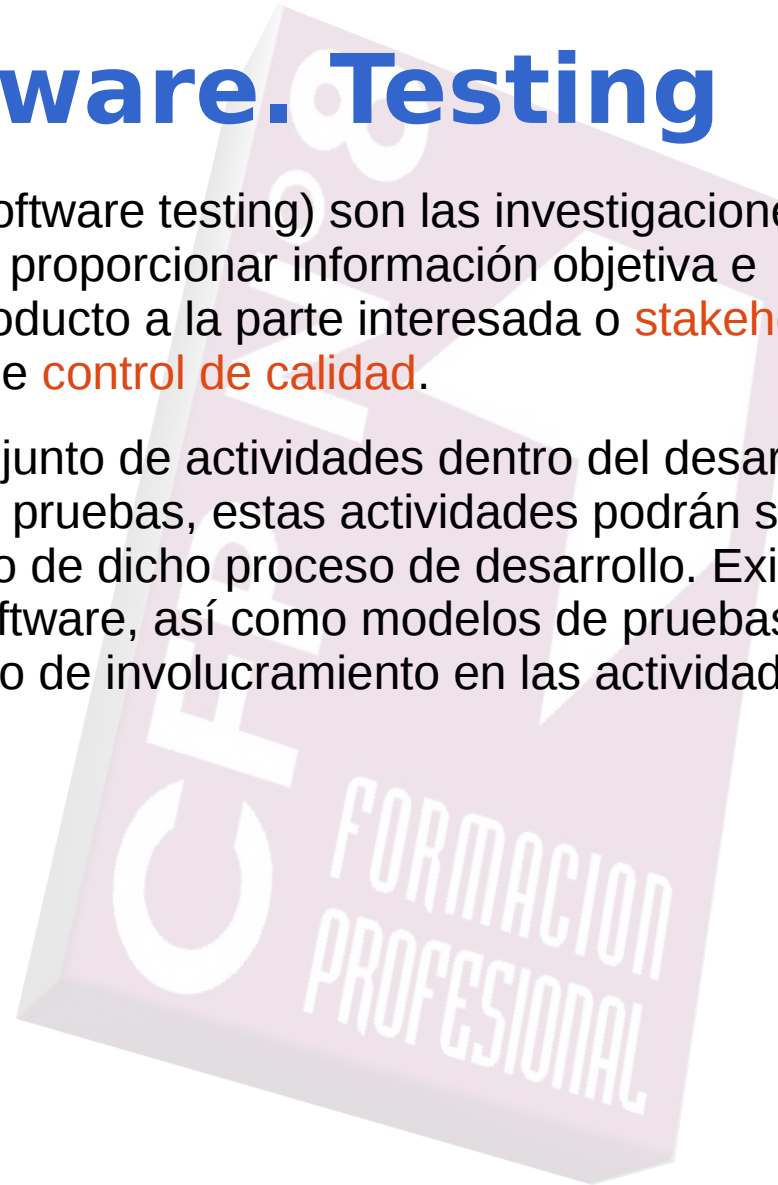 ware. Testing
oftware testing) son las investigacione
proporcionar información objetiva e
oducto a la parte interesada o stakeh
e control de calidad.
junto de actividades dentro del desar
pruebas, estas actividades podrán s
o de dicho proceso de desarrollo. Exi
ftware, así como modelos de pruebas
o de involucramiento en las actividad
CFP Nº8
FORMACION
PROFESIONAL